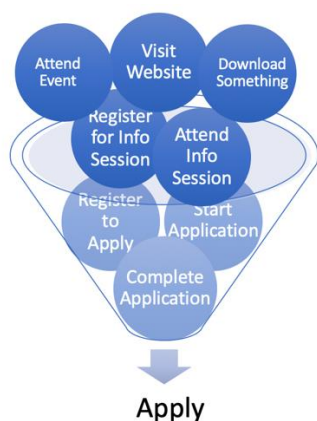 Attend
Event
Visit
Website
Download
Something
Register
for Info
Session
Attend
Info
Session
Register
to
Apply
Start
Application
Complete
Application
Apply